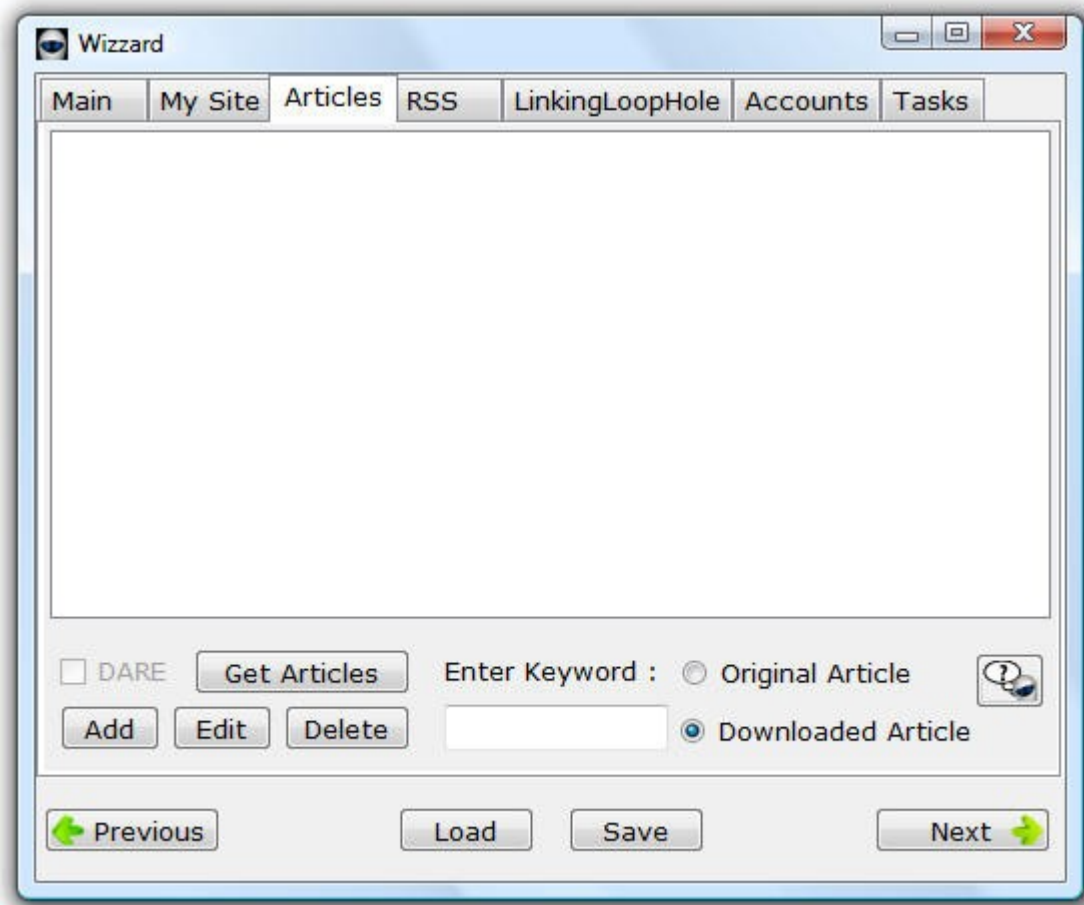 Wizzard
Main My Site Articles RSS LinkingLoopHole Accounts Tasks
DARE Get Articles Enter Keyword : Original Article
Add Edit Delete Downloaded Article
Previous Load Save Next